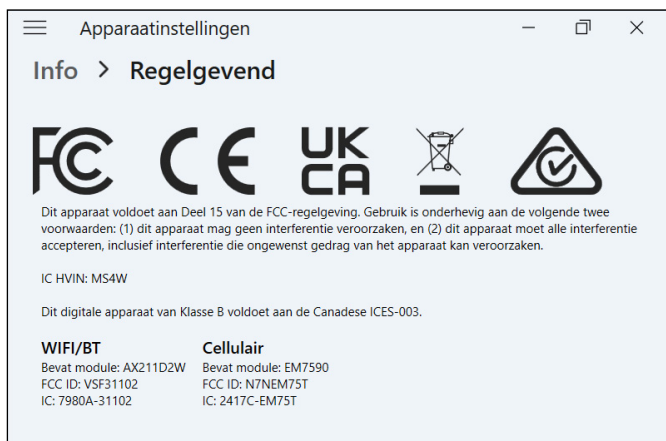 Apparaatinstellingen
Info > Regelgevend
FC CE UK CA
Dit apparaat voldoet aan Deel 15 van de FCC-regelgeving. Gebruik is onderhevig aan de volgende twee
voorwaarden: (1) dit apparaat mag geen interferentie veroorzaken, en (2) dit apparaat moet alle interferentie
accepteren, inclusief interferentie die ongewenst gedrag van het apparaat kan veroorzaken.
IC HVIN: MS4W
Dit digitale apparaat van Klasse B voldoet aan de Canadese ICES-003.
WIFI/BT
Bevat module: AX211D2W
FCC ID: VSF31102
IC: 7980A-31102
Cellulair
Bevat module: EM7590
FCC ID: N7NEM75T
IC: 2417C-EM75T